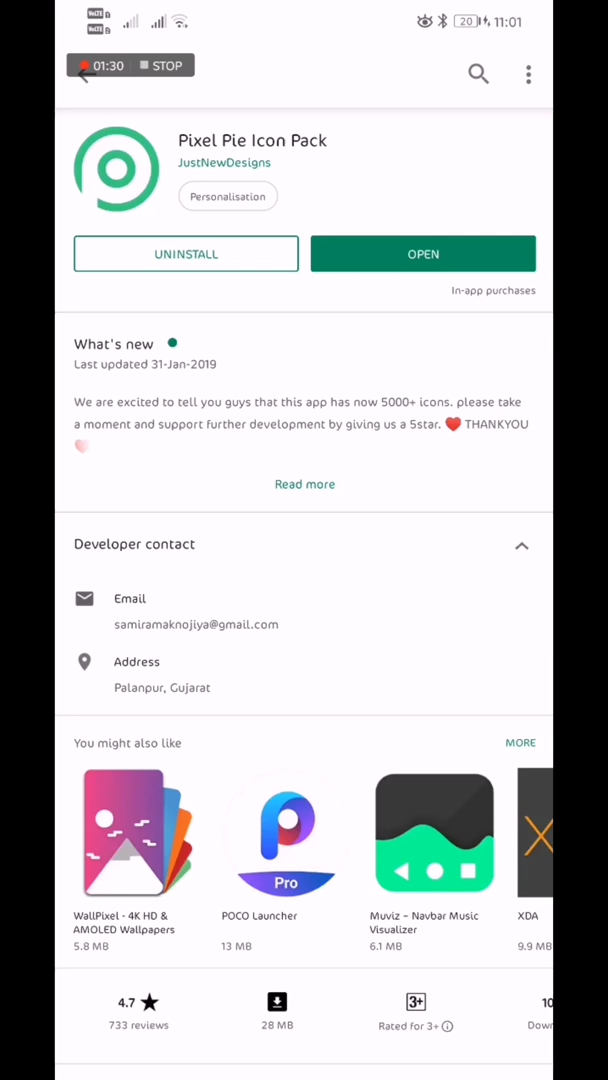 VoLTE
VoLTE
20
11:01
01:30 STOP
Pixel Pie Icon Pack
JustNewDesigns
Personalisation
UNINSTALL OPEN
In-app purchases
What's new
Last updated 31-Jan-2019
We are excited to tell you guys that this app has now 5000+ icons. please take
a moment and support further development by giving us a 5star. ❤️ THANKYOU
Read more
Developer contact
Email
samiramaknojiya@gmail.com
Address
Palanpur, Gujarat
You might also like MORE
Pro
WallPixel - 4K HD &
AMOLED Wallpapers
5.8 MB
POCO Launcher
13 MB
Muviz – Navbar Music
Visualizer
6.1 MB
XDA
9.9 MB
4.7 ★
733 reviews
28 MB
3+
Rated for 3+
10
Down